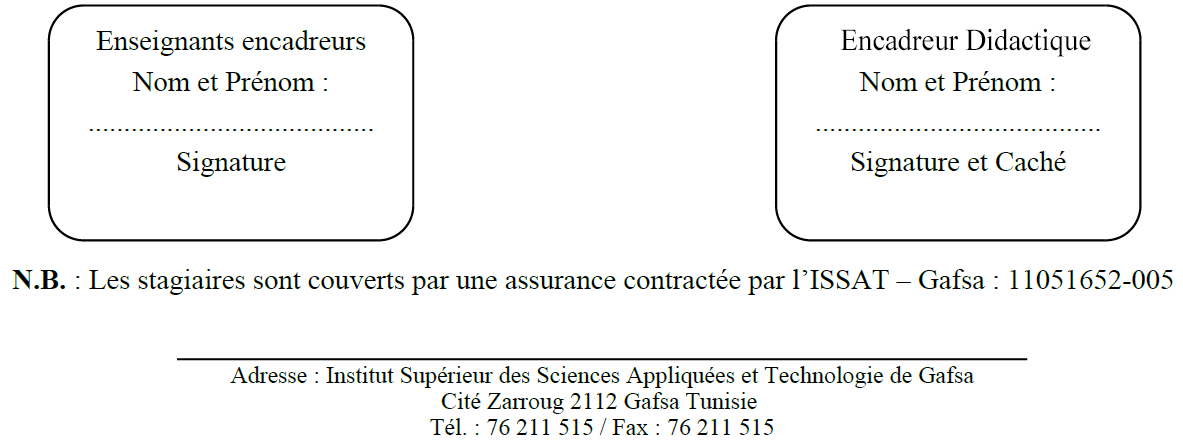 Enseignants encadreurs
Nom et Prénom :
........................................
Signature
Encadreur Didactique
Nom et Prénom :
........................................
Signature et Caché
N.B. : Les stagiaires sont couverts par une assurance contractée par l’ISSAT – Gafsa : 11051652-005
Adresse : Institut Supérieur des Sciences Appliquées et Technologie de Gafsa
Cité Zarroug 2112 Gafsa Tunisie
Tél. : 76 211 515 / Fax : 76 211 515